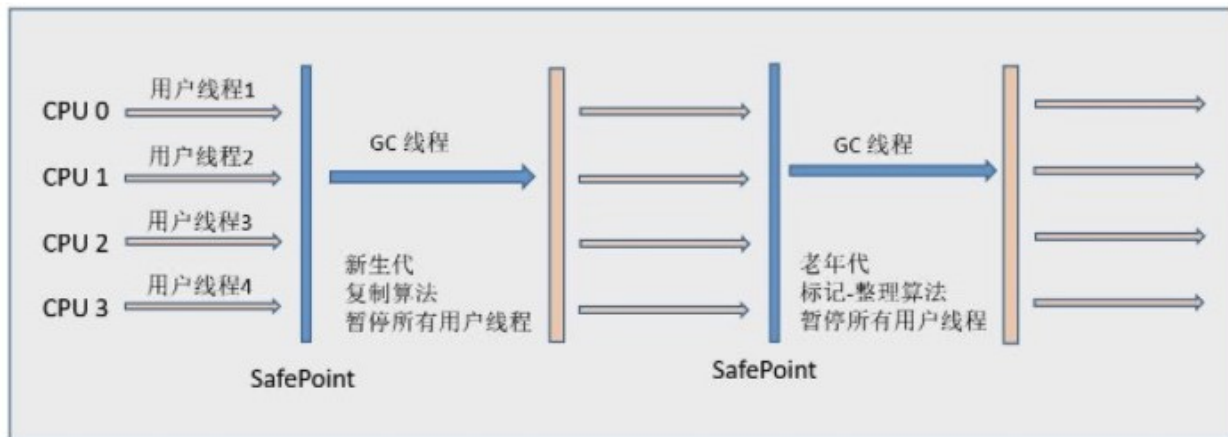 CPU 0
用户线程1
CPU 1
用户线程2
CPU 2
用户线程3
CPU 3
用户线程4
SafePoint
GC 线程
新生代
复制算法
暂停所有用户线程
SafePoint
GC 线程
老年代
标记-整理算法
暂停所有用户线程